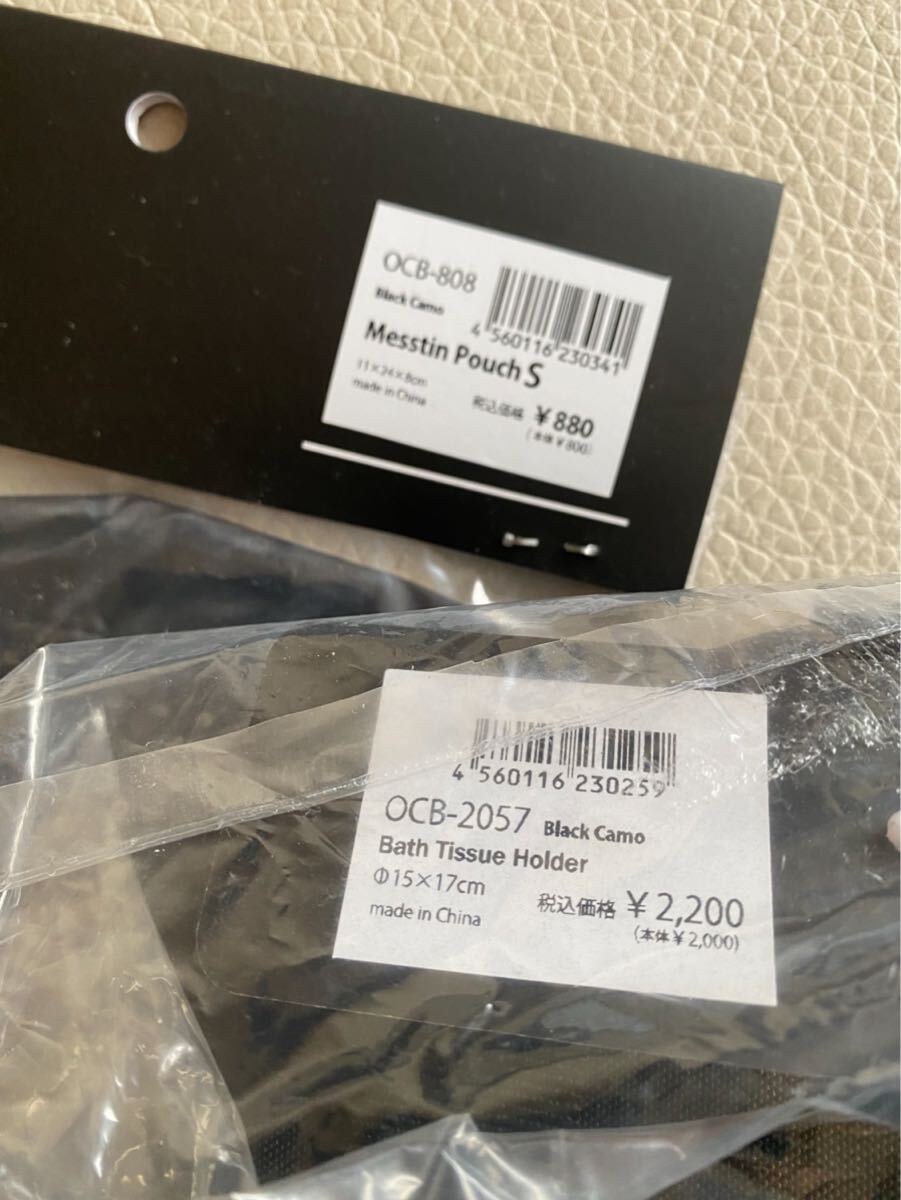 OCB-808
Black Camo
4 560116 230341
Messtin Pouch S
11×24×8cm
made in China
税込価格 ¥880
(本体¥800)
4 560116 230259
OCB-2057 Black Camo
Bath Tissue Holder
Φ15×17cm
made in China
税込価格 ¥2,200
(本体¥2,000)